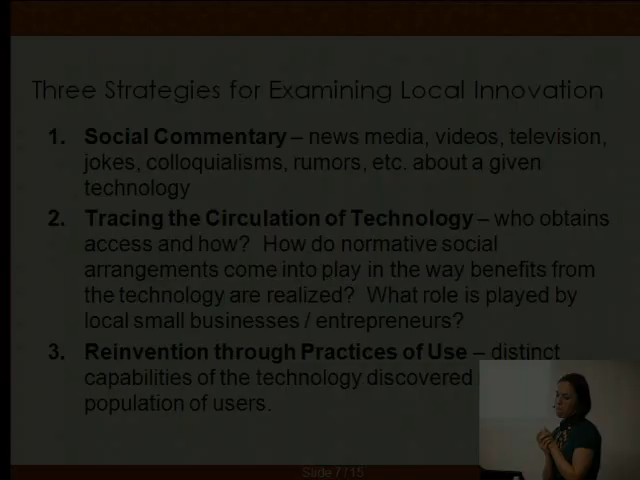 Three Strategies for Examining Local Innovation
1. Social Commentary – news media, videos, television,
jokes, colloquialisms, rumors, etc. about a given
technology
2. Tracing the Circulation of Technology – who obtains
access and how? How do normative social
arrangements come into play in the way benefits from
the technology are realized? What role is played by
local small businesses / entrepreneurs?
3. Reinvention through Practices of Use – distinct
capabilities of the technology discovered
population of users.
Slide 7 / 15